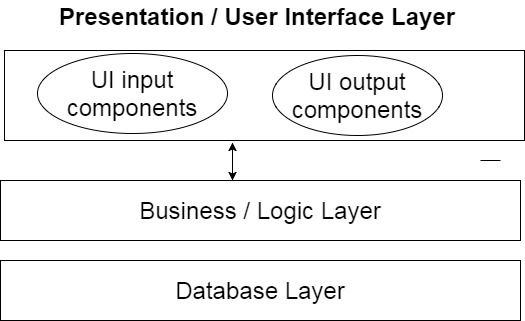 Presentation / User Interface Layer
UI input
components
UI output
components
Business / Logic Layer
Database Layer